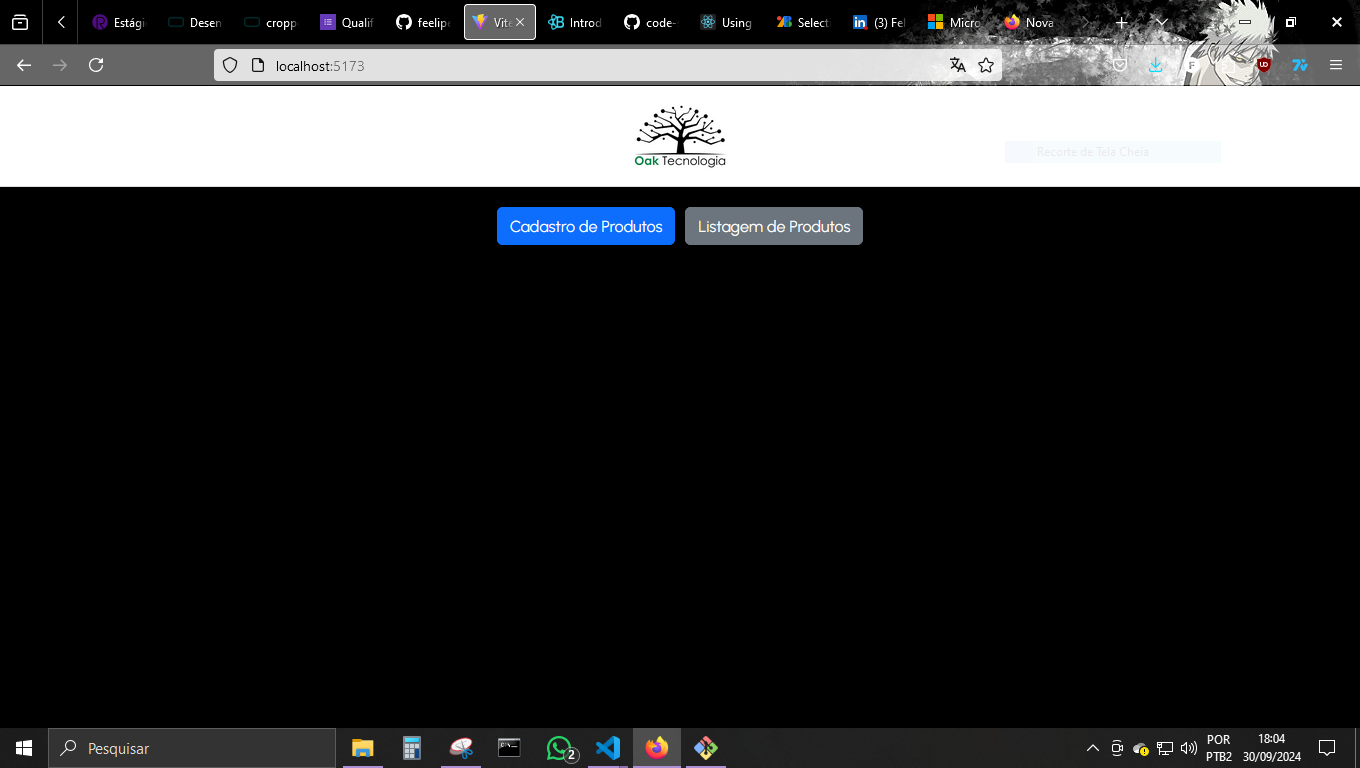 Estági
Desen
cropp
Qualif
feelipe
Vite
Introd
code-
Using
Select
(3) Fel
Micro
Nova
localhost:5173
F
UD
Oak Tecnologia
Recorte de Tela Cheia
Cadastro de Produtos
Listagem de Produtos
Pesquisar
2
POR
PTB2
18:04
30/09/2024